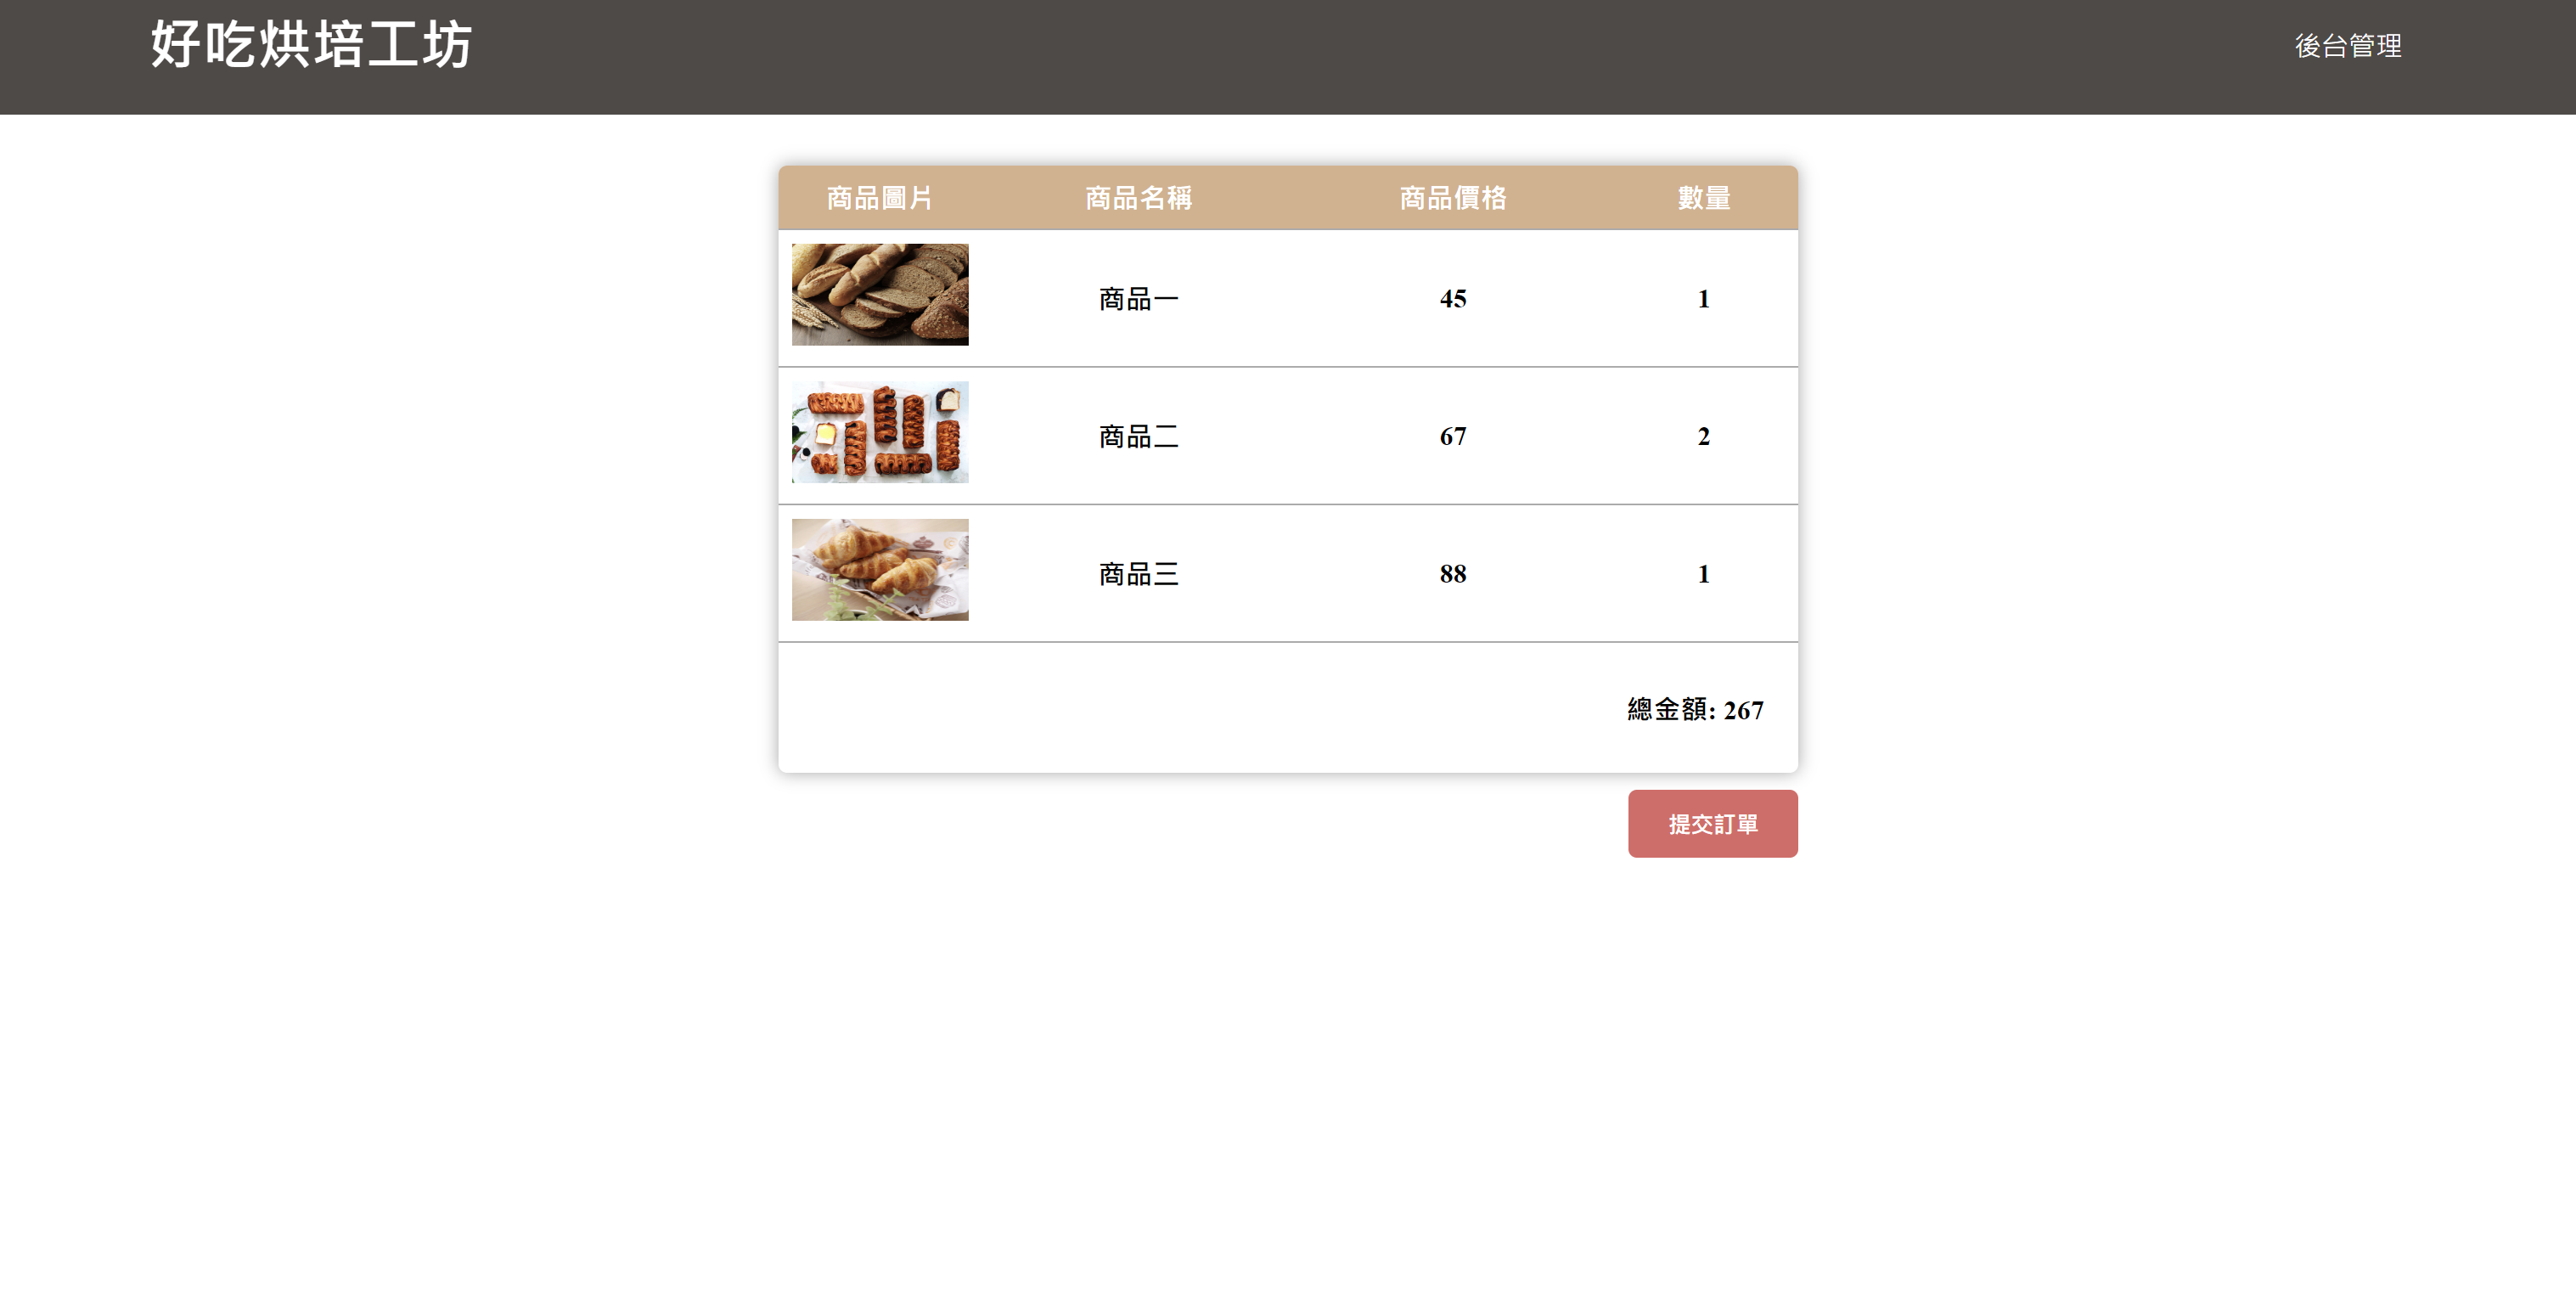 好吃烘培工坊
後台管理
商品圖片 商品名稱 商品價格 數量
商品一 45 1
商品二 67 2
商品三 88 1
總金額: 267
提交訂單